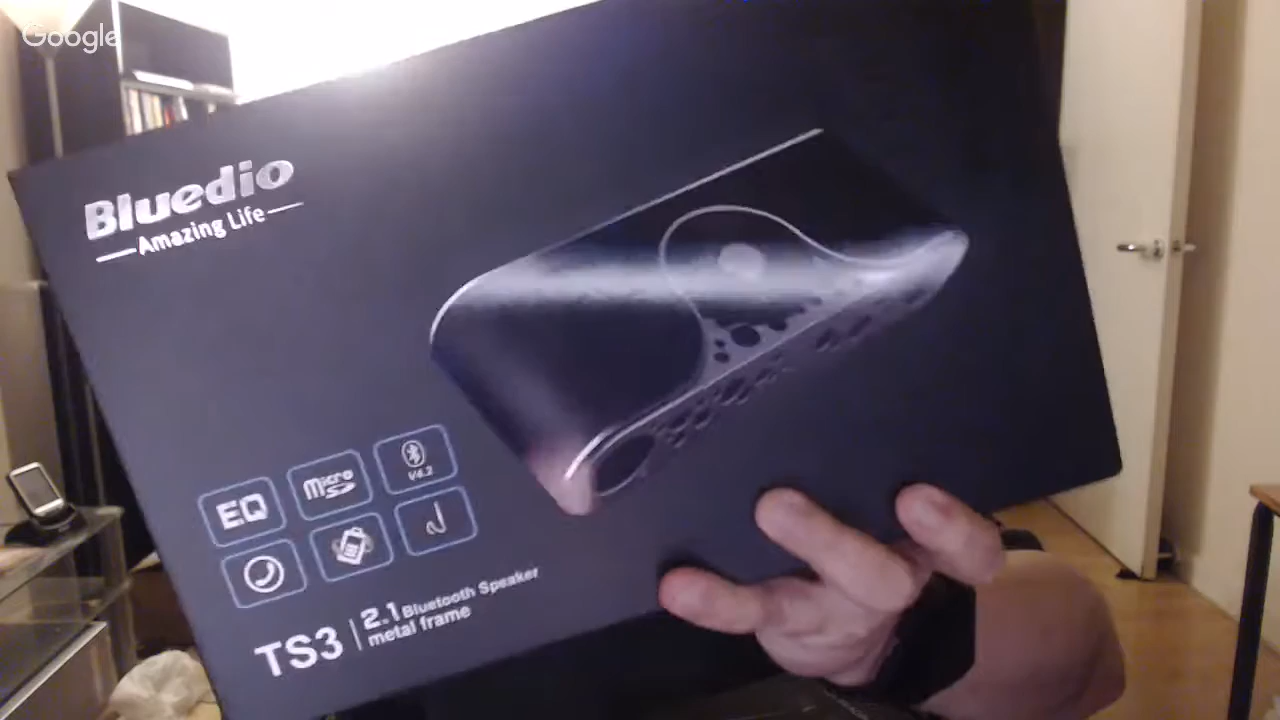 Google
Bluedio
Amazing Life
EQ
Micro
SD
V4.2
TS3
2.1 Bluetooth Speaker
metal frame